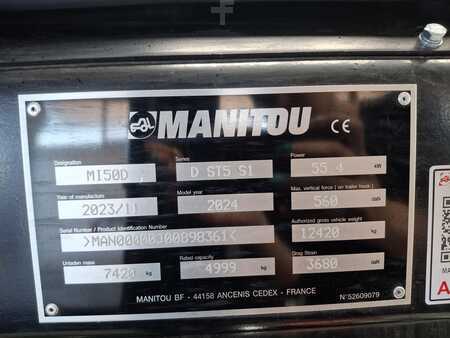 MANITOU CE
Designation Series Power
MI50D D ST5 S1 55.4 kW
Year of manufacture Model year Max. vertical force (on trailer hook)
2023/11 2024 560 daN
Serial Number / Product Identification Number Authorized gross vehicle weight
12420 kg
Unladen mass Rated capacity Drag Strain
7420 kg 4999 kg 3680 daN
MANITOU BF - 44158 ANCENIS CEDEX - FRANCE N°52609079